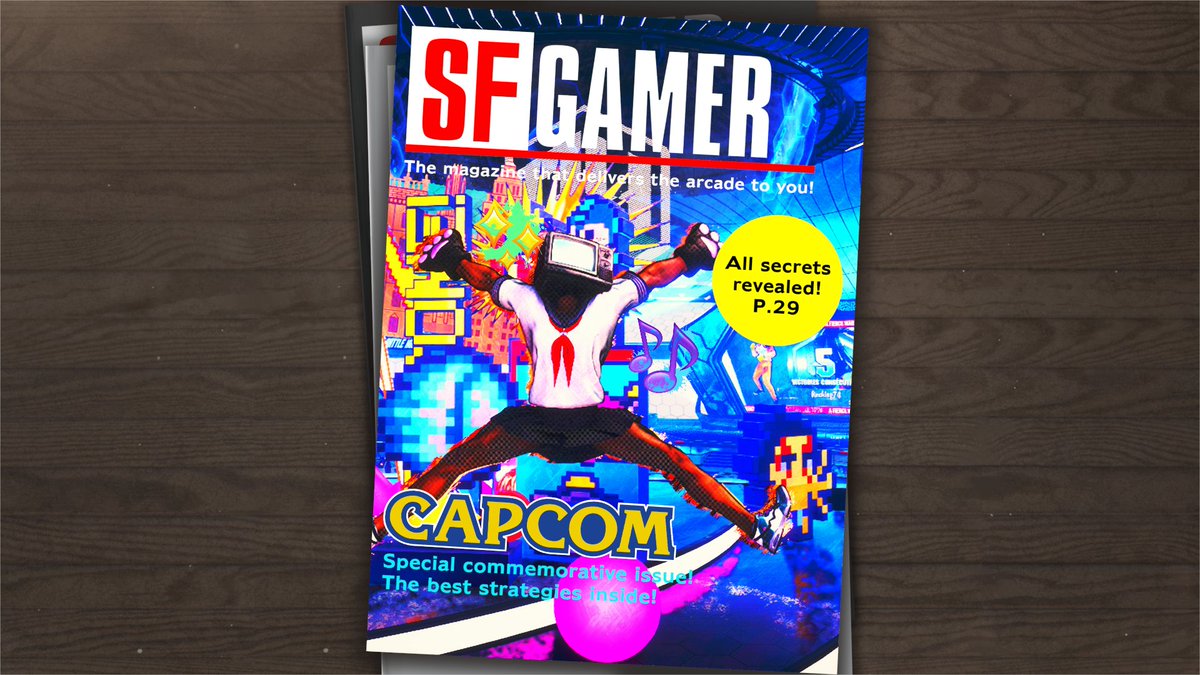 SF GAMER
The magazine that delivers the arcade to you!
All secrets
revealed!
P.29
5
CAPCOM
Special commemorative issue!
The best strategies inside!